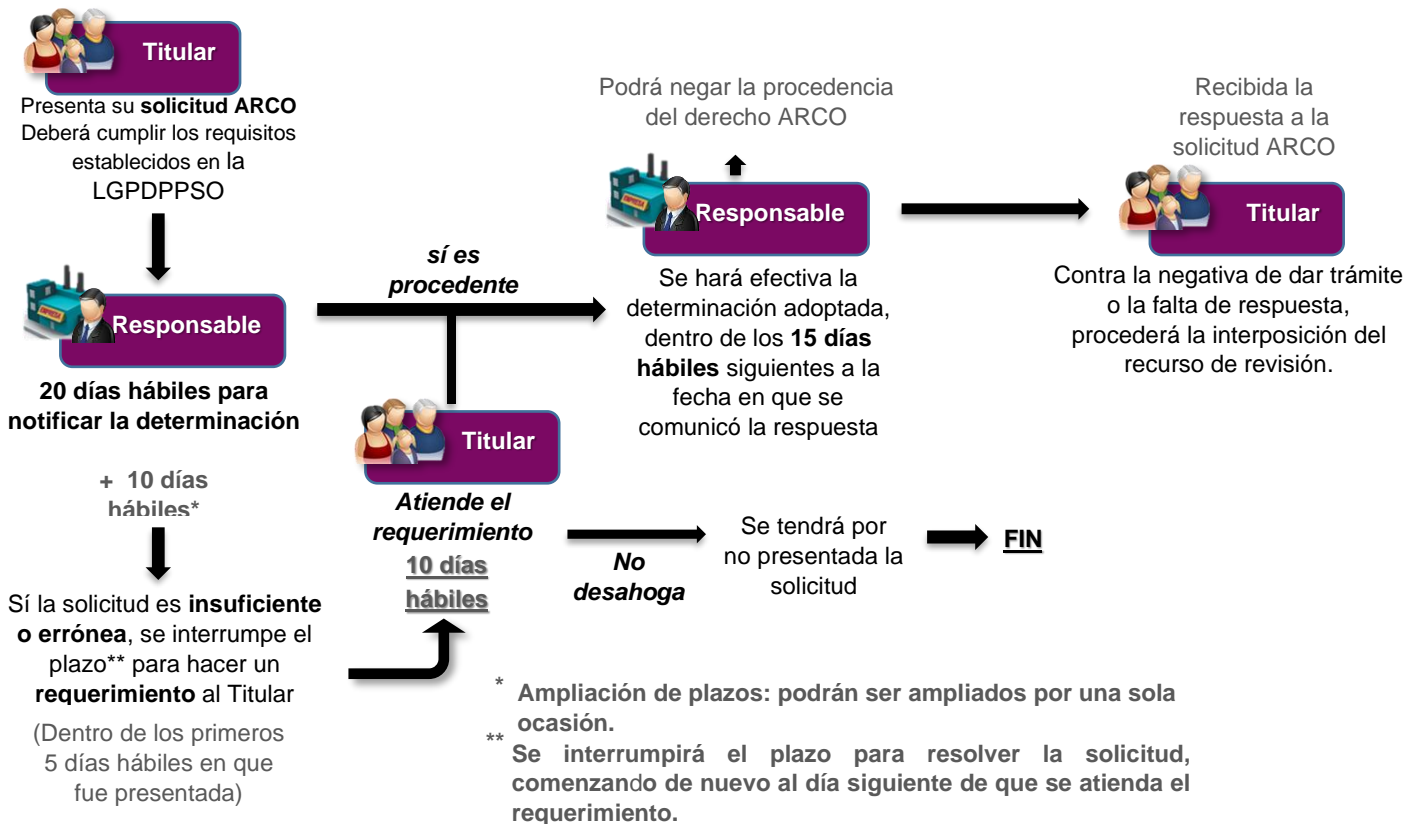 Titular
Presenta su solicitud ARCO
Deberá cumplir los requisitos
establecidos en la
LGPDPPSO
EMPRESA
Responsable
20 días hábiles para
notificar la determinación
+ 10 días
hábiles*
Sí la solicitud es insuficiente
o errónea, se interrumpe el
plazo** para hacer un
requerimiento al Titular
(Dentro de los primeros
5 días hábiles en que
fue presentada)
sí es
procedente
Titular
Atiende el
requerimiento
10 días
hábiles
No
desahoga
Se tendrá por
no presentada la
solicitud
FIN
Podrá negar la procedencia
del derecho ARCO
EMPRESA
Responsable
Se hará efectiva la
determinación adoptada,
dentro de los 15 días
hábiles siguientes a la
fecha en que se
comunicó la respuesta
Recibida la
respuesta a la
solicitud ARCO
Titular
Contra la negativa de dar trámite
o la falta de respuesta,
procederá la interposición del
recurso de revisión.
* Ampliación de plazos: podrán ser ampliados por una sola
ocasión.
** Se interrumpirá el plazo para resolver la solicitud,
comenzando de nuevo al día siguiente de que se atienda el
requerimiento.